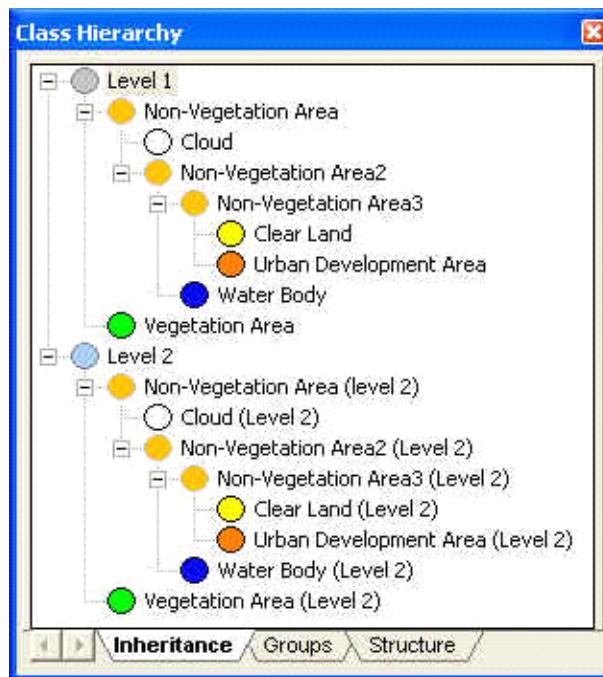 Class Hierarchy
Level 1
Non-Vegetation Area
Cloud
Non-Vegetation Area2
Non-Vegetation Area3
Clear Land
Urban Development Area
Water Body
Vegetation Area
Level 2
Non-Vegetation Area (level 2)
Cloud (Level 2)
Non-Vegetation Area2 (Level 2)
Non-Vegetation Area3 (Level 2)
Clear Land (Level 2)
Urban Development Area (Level 2)
Water Body (Level 2)
Vegetation Area (Level 2)
Inheritance Groups Structure